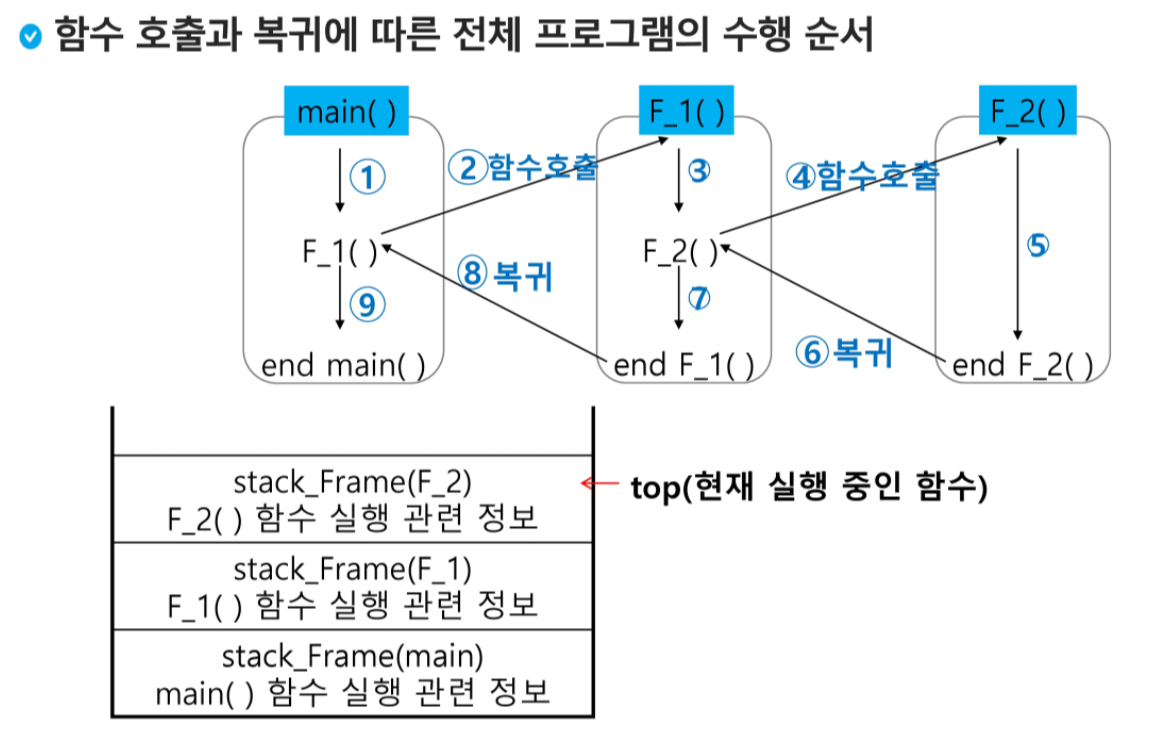 함수 호출과 복귀에 따른 전체 프로그램의 수행 순서
main( )
F_1( )
F_2( )
①
②함수호출
③
④함수호출
F_1( )
F_2( )
⑤
⑧복귀
⑨
⑦
⑥복귀
end main( )
end F_1( )
end F_2( )
stack_Frame(F_2)
F_2( ) 함수 실행 관련 정보
top(현재 실행 중인 함수)
stack_Frame(F_1)
F_1( ) 함수 실행 관련 정보
stack_Frame(main)
main( ) 함수 실행 관련 정보